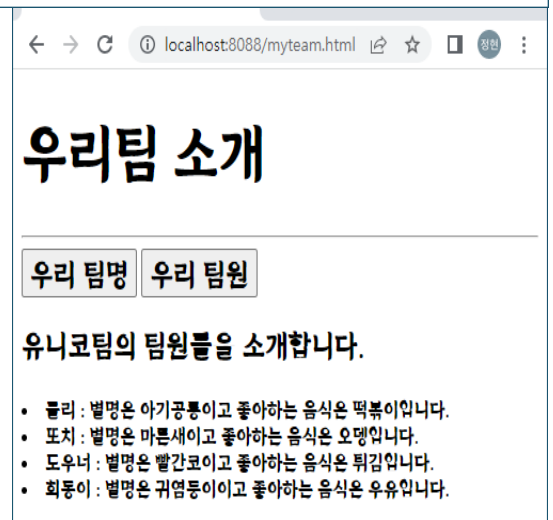 localhost:8088/myteam.html
정현
우리팀 소개
우리 팀명 우리 팀원
유니코팀의 팀원들을 소개합니다.
둘리 : 별명은 아기공룡이고 좋아하는 음식은 떡볶이입니다.
또치 : 별명은 마른새이고 좋아하는 음식은 오뎅입니다.
도우너 : 별명은 빨간코이고 좋아하는 음식은 튀김입니다.
희동이 : 별명은 귀염둥이이고 좋아하는 음식은 우유입니다.